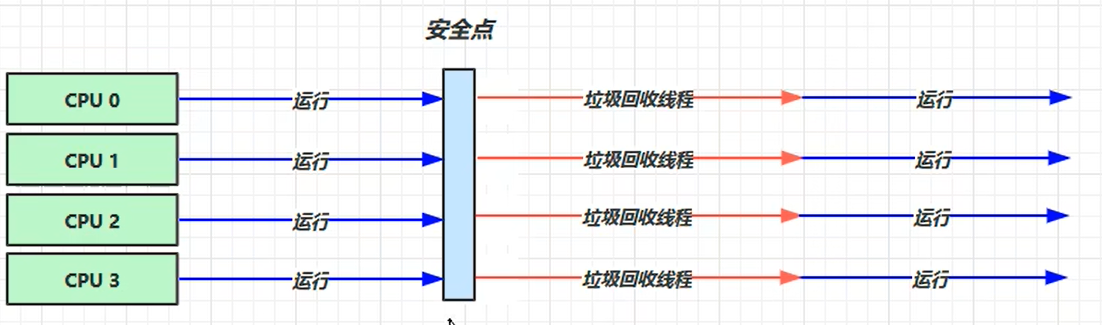 安全点
CPU 0 运行 垃圾回收线程 运行
CPU 1 运行 垃圾回收线程 运行
CPU 2 运行 垃圾回收线程 运行
CPU 3 运行 垃圾回收线程 运行